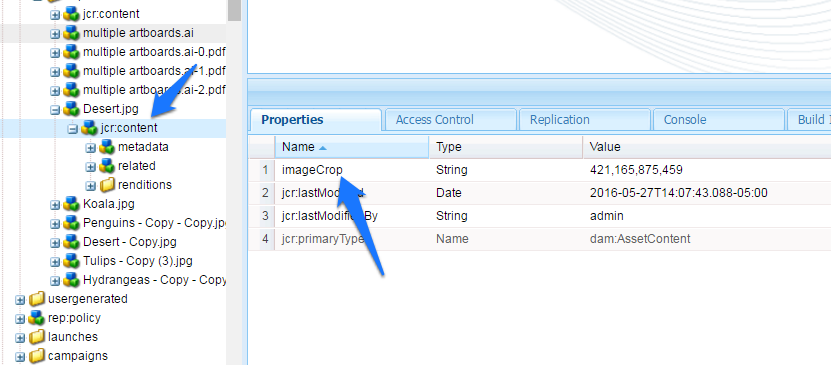 jcr:content
multiple artboards.ai
multiple artboards.ai-0.pdf
multiple artboards.ai-1.pdf
multiple artboards.ai-2.pdf
Desert.jpg
jcr:content
metadata
related
renditions
Koala.jpg
Penguins - Copy - Copy.jp
Desert - Copy.jpg
Tulips - Copy (3).jpg
Hydrangeas - Copy - Copy
usergenerated
rep:policy
launches
campaigns
Properties Access Control Replication Console Build
Name Type Value
1 imageCrop String 421,165,875,459
2 jcr:lastModified Date 2016-05-27T14:07:43.088-05:00
3 jcr:lastModifiedBy String admin
4 jcr:primaryType Name dam:AssetContent